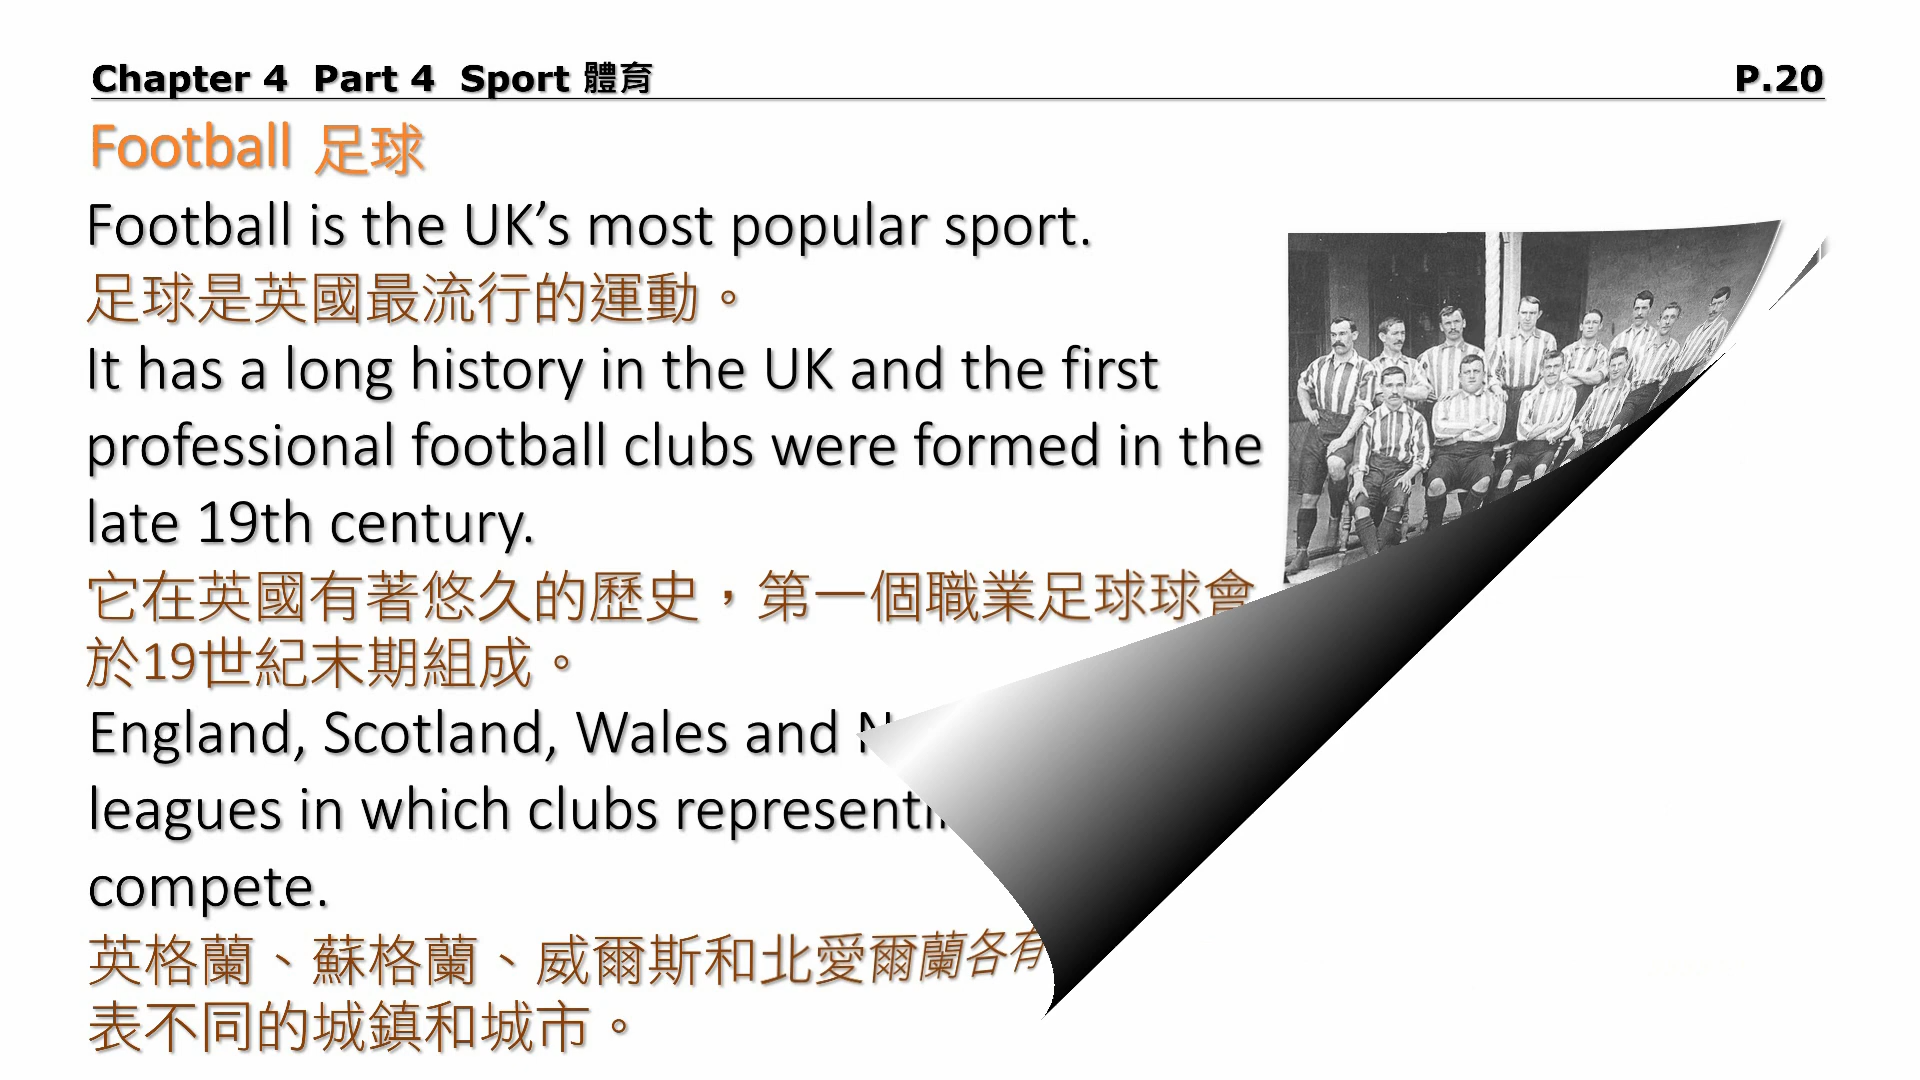 Chapter 4 Part 4 Sport 體育 P.20
Football 足球
Football is the UK’s most popular sport.
足球是英國最流行的運動。
It has a long history in the UK and the first
professional football clubs were formed in the
late 19th century.
它在英國有著悠久的歷史，第一個職業足球球會
於19世紀末期組成。
England, Scotland, Wales and
leagues in which clubs
compete.
英格蘭、蘇格蘭、威爾斯和北愛爾蘭各有
表不同的城鎮和城市。